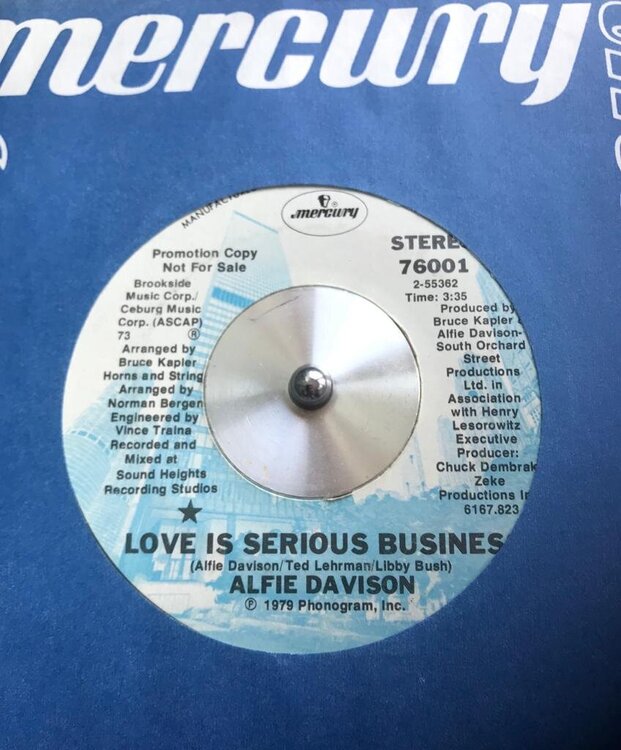 mercury
MANUFACTUR
mercury
Promotion Copy
Not For Sale
Brookside
Music Corp./
Ceburg Music
Corp. (ASCAP)
73 Ⓡ
Arranged by
Bruce Kapler
Horns and String
Arranged by
Norman Bergen
Engineered by
Vince Traina
Recorded and
Mixed at
Sound Heights
Recording Studios
STEREO
76001
2-55362
Time: 3:35
Produced by
Bruce Kapler
Alfie Davison-
South Orchard
Street
Productions
Ltd. in
Association
with Henry
Lesorowitz
Executive
Producer:
Chuck Dembrak
Zeke
Productions In
6167.823
★
LOVE IS SERIOUS BUSINES
(Alfie Davison/Ted Lehrman/Libby Bush)
ALFIE DAVISON
℗ 1979 Phonogram, Inc.